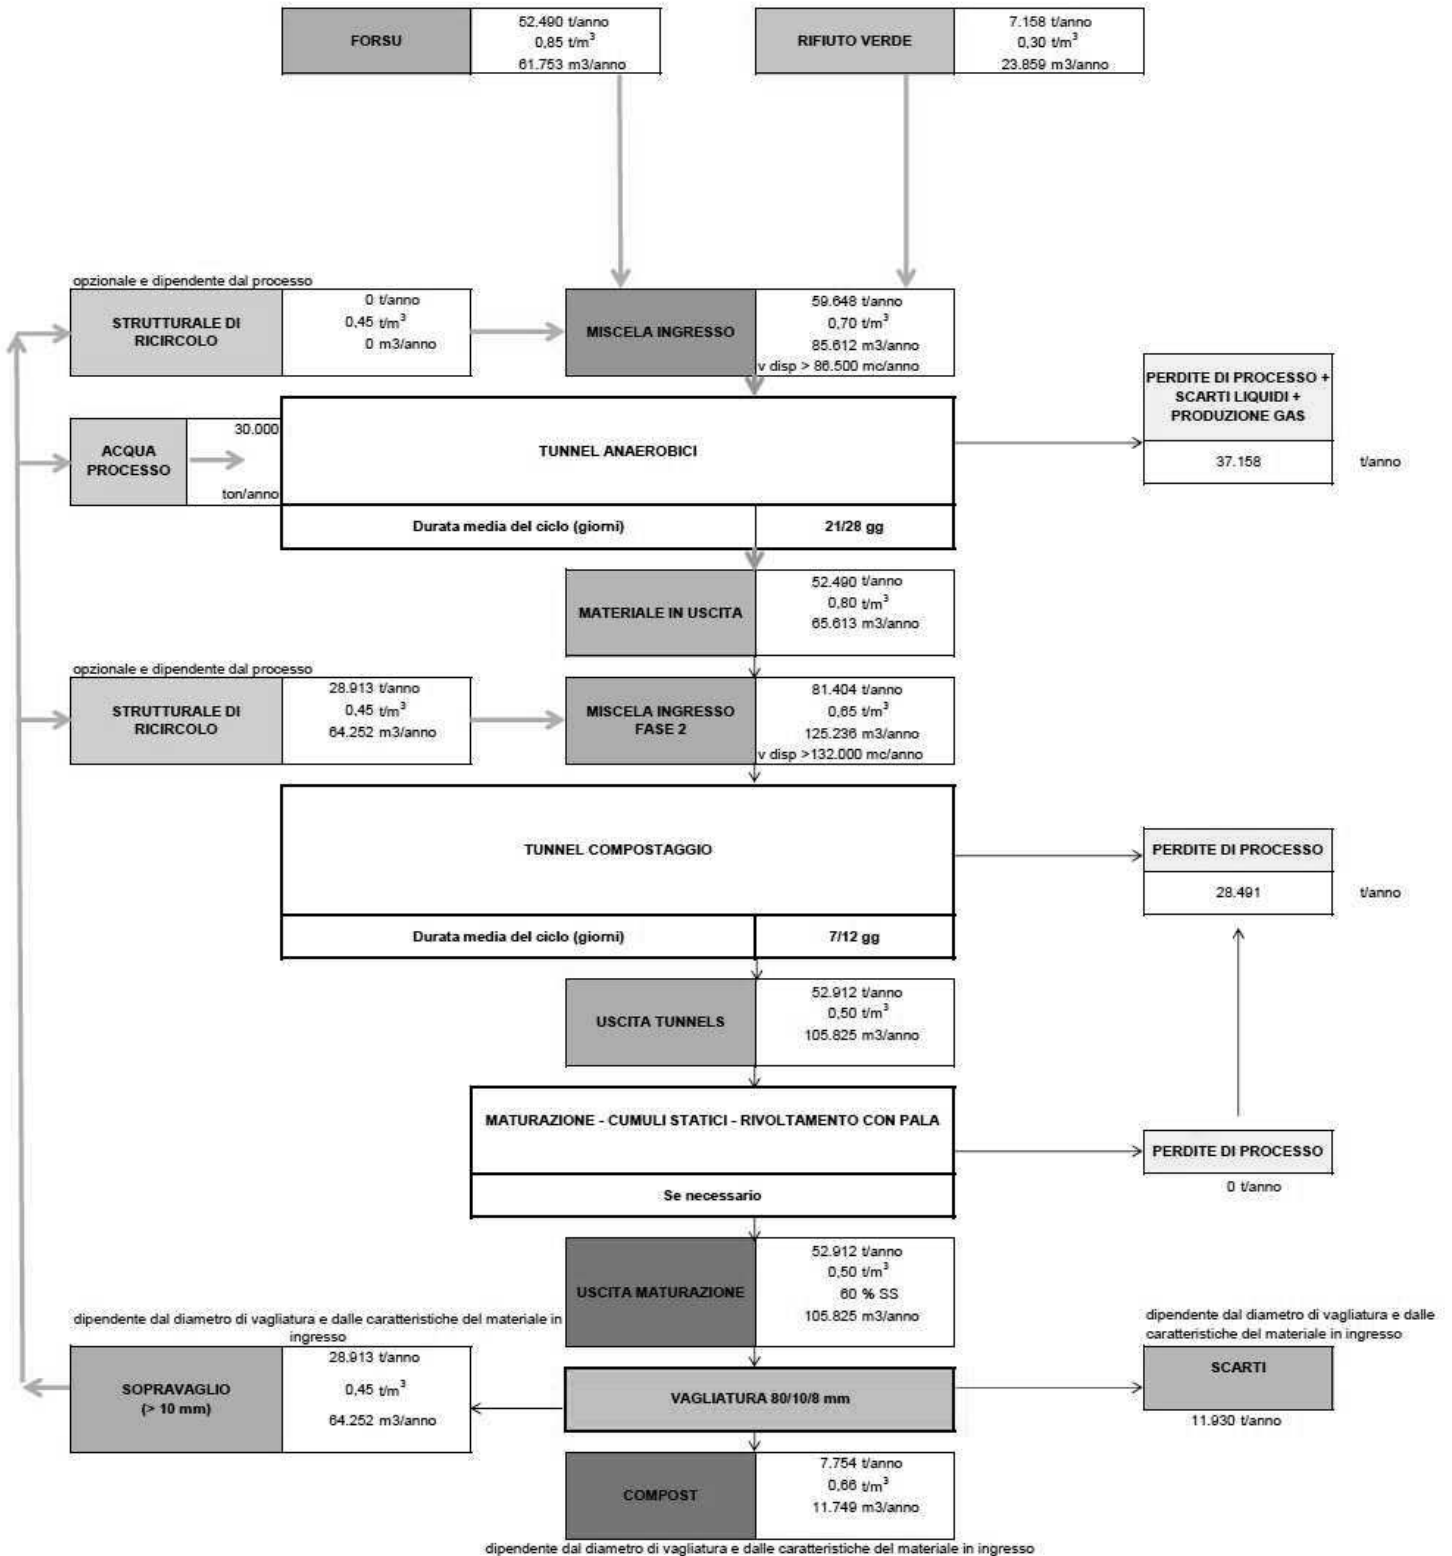 FORSU
52.490 t/anno
0,85 t/m³
61.753 m3/anno
RIFIUTO VERDE
7.158 t/anno
0,30 t/m³
23.859 m3/anno
opzionale e dipendente dal processo
STRUTTURALE DI
RICIRCOLO
0 t/anno
0,45 t/m³
0 m3/anno
MISCELA INGRESSO
59.648 t/anno
0,70 t/m³
85.612 m3/anno
v disp > 86.500 mc/anno
PERDITE DI PROCESSO +
SCARTI LIQUIDI +
PRODUZIONE GAS
37.158
t/anno
ACQUA
PROCESSO
30.000
ton/anno
TUNNEL ANAEROBICI
Durata media del ciclo (giorni)
21/28 gg
MATERIALE IN USCITA
52.490 t/anno
0,80 t/m³
65.613 m3/anno
opzionale e dipendente dal processo
STRUTTURALE DI
RICIRCOLO
28.913 t/anno
0,45 t/m³
64.252 m3/anno
MISCELA INGRESSO
FASE 2
81.404 t/anno
0,65 t/m³
125.236 m3/anno
v disp >132.000 mc/anno
TUNNEL COMPOSTAGGIO
PERDITE DI PROCESSO
28.491
t/anno
Durata media del ciclo (giorni)
7/12 gg
USCITA TUNNELS
52.912 t/anno
0,50 t/m³
105.825 m3/anno
MATURAZIONE - CUMULI STATICI - RIVOLTAMENTO CON PALA
Se necessario
PERDITE DI PROCESSO
0 t/anno
USCITA MATURAZIONE
52.912 t/anno
0,50 t/m³
60 % SS
105.825 m3/anno
dipendente dal diametro di vagliatura e dalle caratteristiche del materiale in
ingresso
SOPRAVAGLIO
(> 10 mm)
28.913 t/anno
0,45 t/m³
64.252 m3/anno
VAGLIATURA 80/10/8 mm
dipendente dal diametro di vagliatura e dalle
caratteristiche del materiale in ingresso
SCARTI
11.930 t/anno
COMPOST
7.754 t/anno
0,66 t/m³
11.749 m3/anno
dipendente dal diametro di vagliatura e dalle caratteristiche del materiale in ingresso